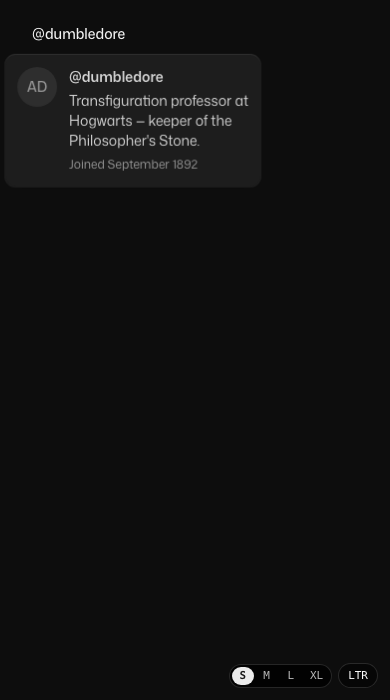 @dumbledore
AD
@dumbledore
Transfiguration professor at
Hogwarts — keeper of the
Philosopher's Stone.
Joined September 1892
S M L XL LTR